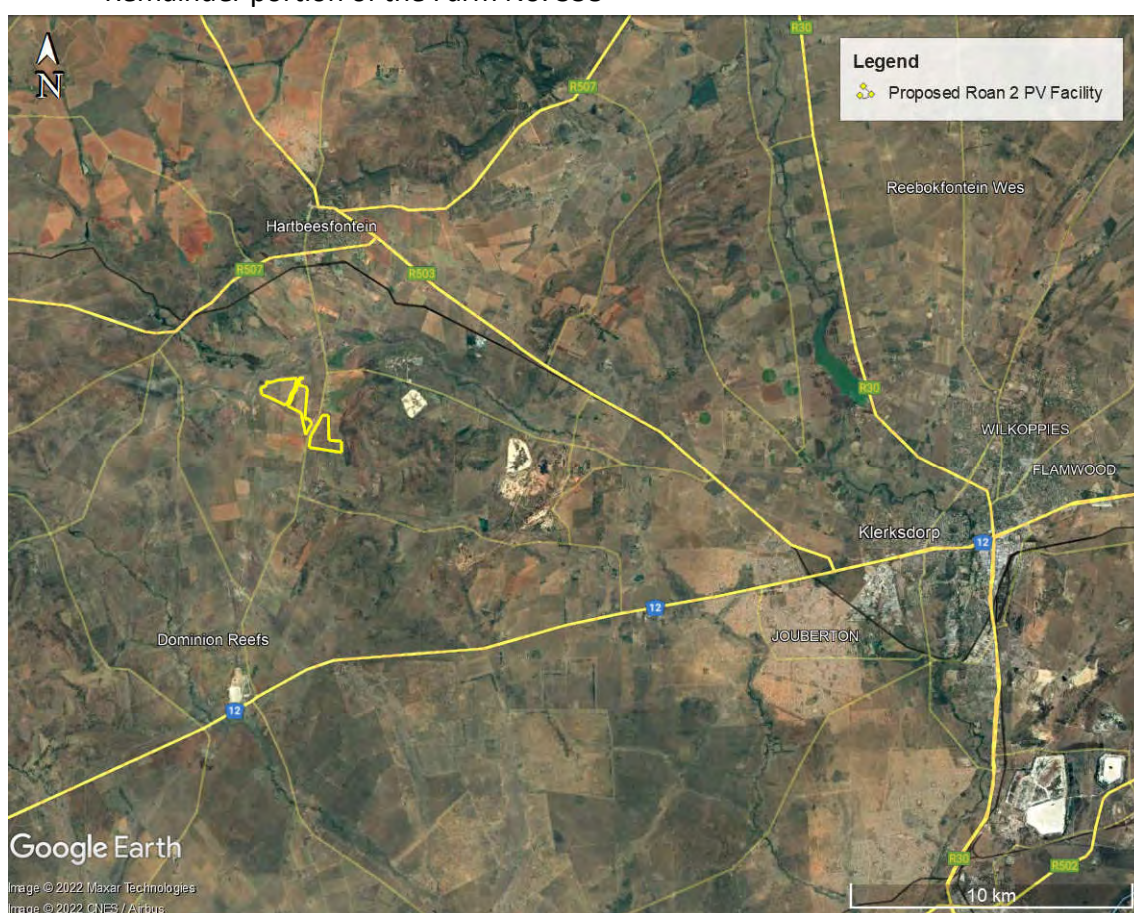 R30
Legend
Proposed Roan 2 PV Facility
N
R507
Reebokfontein Wes
Hartbeesfontein
R507
R503
R30
WILKOPPIES
FLAMWOOD
Klerksdorp
12
12
JOUBERTON
Dominion Reefs
12
Google Earth
R30
R502
Image © 2022 Maxar Technologies
10 km
Image © 2022 CNES / Airbus